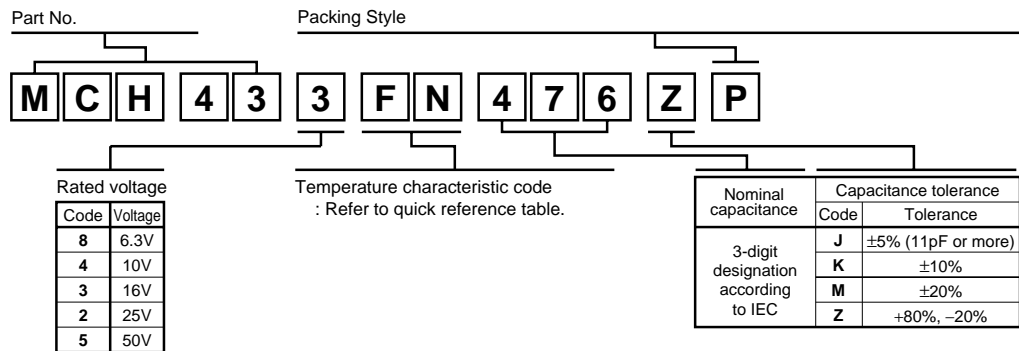 Part No.
Packing Style
M C H 4 3 3 F N 4 7 6 Z P
Rated voltage
Code Voltage
8 6.3V
4 10V
3 16V
2 25V
5 50V
Temperature characteristic code
: Refer to quick reference table.
Nominal
capacitance
3-digit
designation
according
to IEC
Capacitance tolerance
Code Tolerance
J ±5% (11pF or more)
K ±10%
M ±20%
Z +80%, −20%